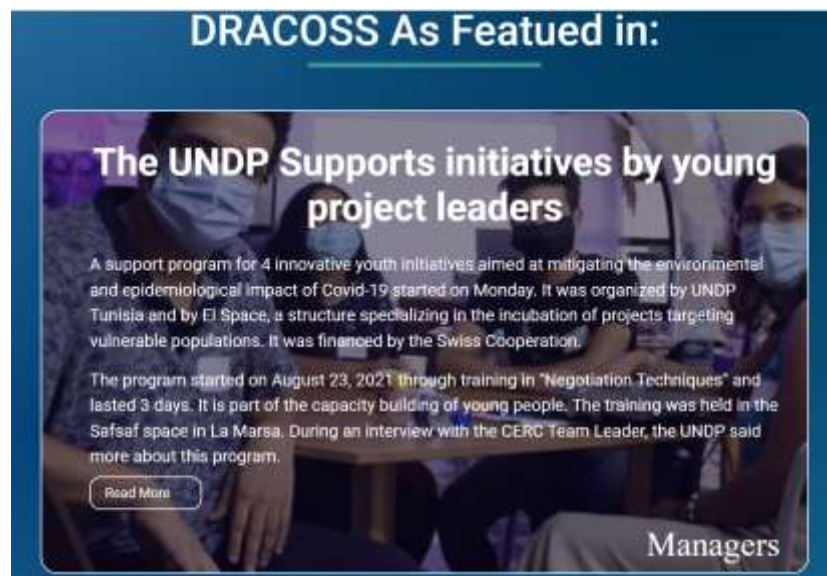 DRACOSS As Featued in:
The UNDP Supports initiatives by young
project leaders
A support program for 4 innovative youth initiatives aimed at mitigating the environmental
and epidemiological impact of Covid-19 started on Monday. It was organized by UNDP
Tunisia and by El Space, a structure specializing in the incubation of projects targeting
vulnerable populations. It was financed by the Swiss Cooperation.
The program started on August 23, 2021 through training in "Negotiation Techniques" and
lasted 3 days. It is part of the capacity building of young people. The training was held in the
Safsaf space in La Marsa. During an interview with the CERC Team Leader, the UNDP said
more about this program.
Read More
Managers